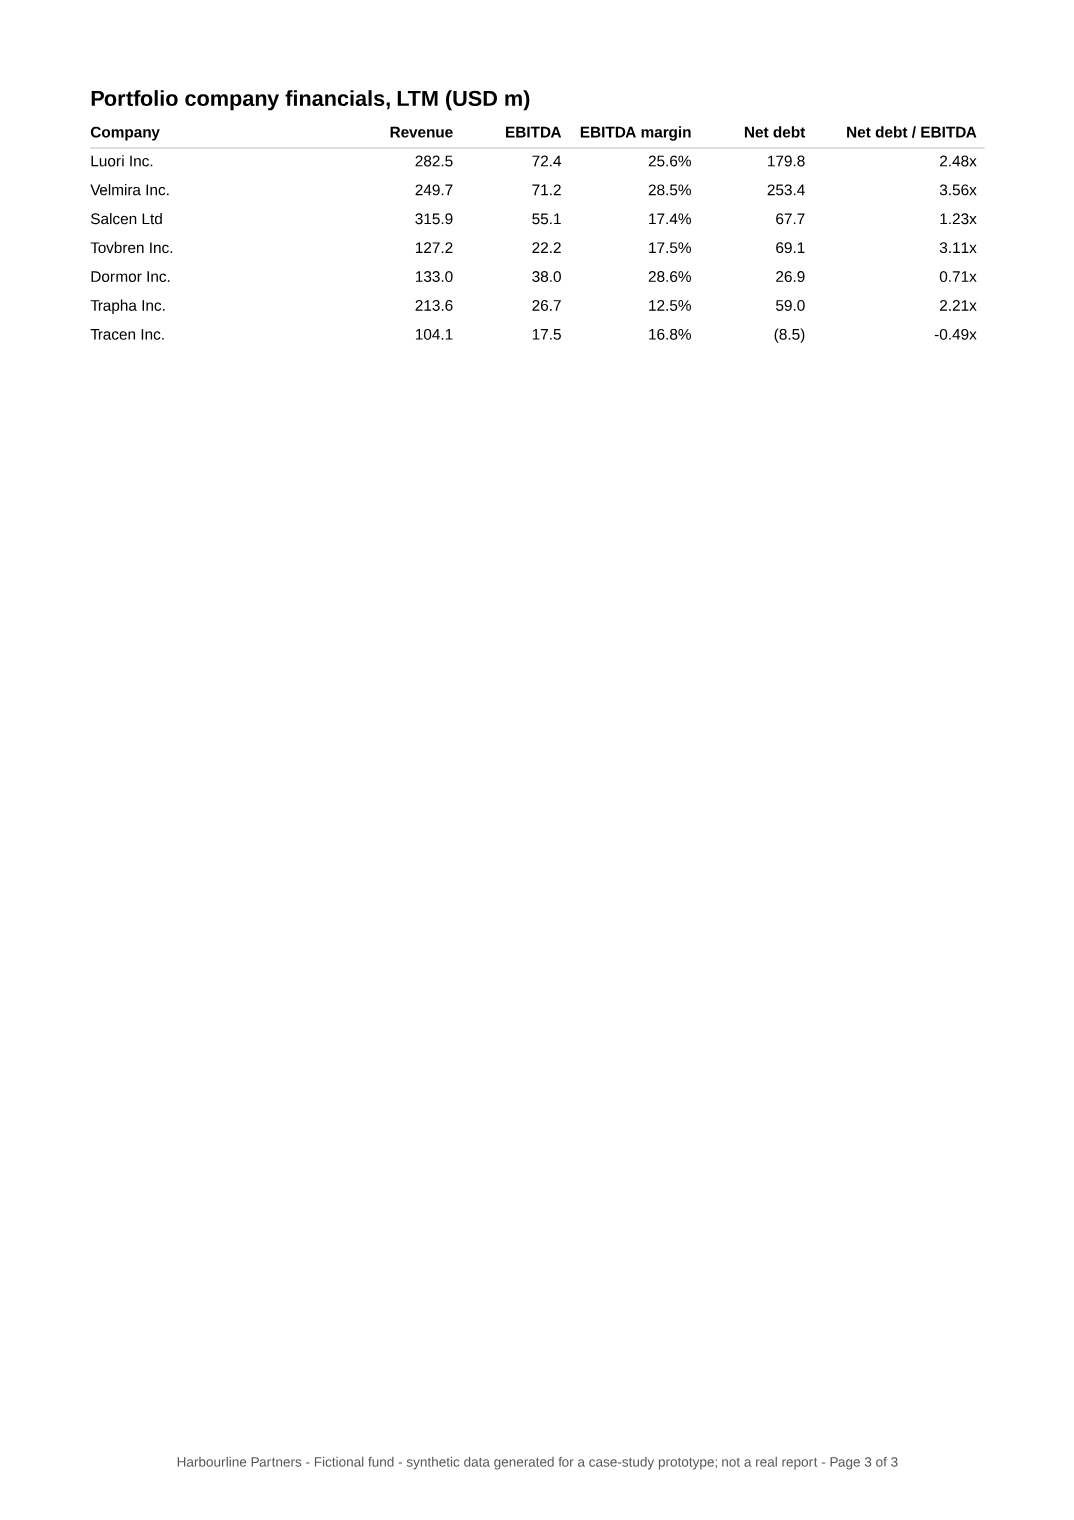 Portfolio company financials, LTM (USD m)
Company Revenue EBITDA EBITDA margin Net debt Net debt / EBITDA
Luori Inc. 282.5 72.4 25.6% 179.8 2.48x
Velmira Inc. 249.7 71.2 28.5% 253.4 3.56x
Salcen Ltd 315.9 55.1 17.4% 67.7 1.23x
Tovbren Inc. 127.2 22.2 17.5% 69.1 3.11x
Dormor Inc. 133.0 38.0 28.6% 26.9 0.71x
Trapha Inc. 213.6 26.7 12.5% 59.0 2.21x
Tracen Inc. 104.1 17.5 16.8% (8.5) -0.49x
Harbourline Partners - Fictional fund - synthetic data generated for a case-study prototype; not a real report - Page 3 of 3